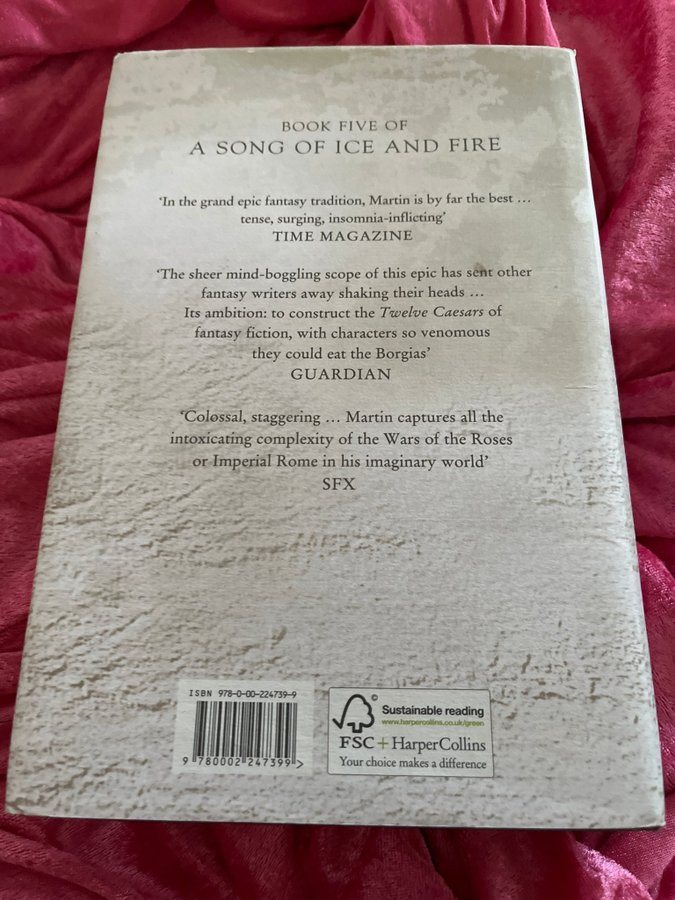 BOOK FIVE OF
A SONG OF ICE AND FIRE
‘In the grand epic fantasy tradition, Martin is by far the best …
tense, surging, insomnia-inflicting’
TIME MAGAZINE
‘The sheer mind-boggling scope of this epic has sent other
fantasy writers away shaking their heads …
Its ambition: to construct the Twelve Caesars of
fantasy fiction, with characters so venomous
they could eat the Borgias’
GUARDIAN
‘Colossal, staggering … Martin captures all the
intoxicating complexity of the Wars of the Roses
or Imperial Rome in his imaginary world’
SFX
ISBN 978-0-00-224739-9
9 780002 247399 >
©
Sustainable reading
www.harpercollins.co.uk/green
FSC + HarperCollins
Your choice makes a difference